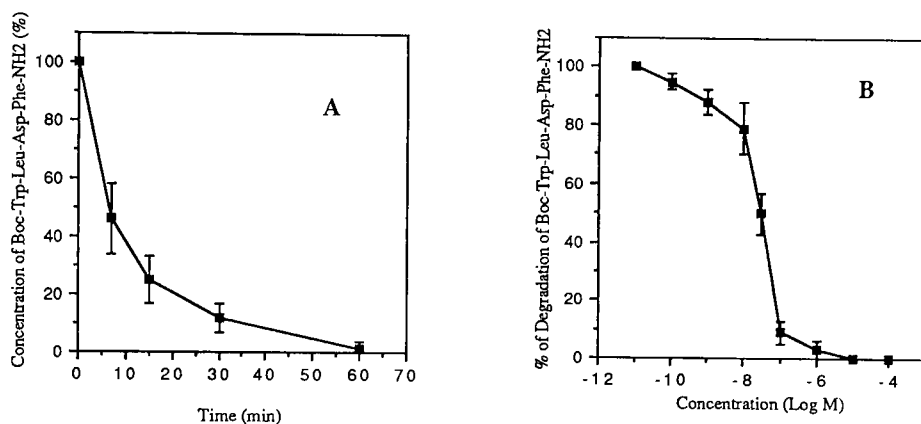 Concentration of Boc-Trp-Leu-Asp-Phe-NH2 (%)
100
80
60
40
20
0
A
0 10 20 30 40 50 60 70
Time (min)
% of Degradation of Boc-Trp-Leu-Asp-Phe-NH2
100
80
60
40
20
0
B
-12 -10 -8 -6 -4
Concentration (Log M)